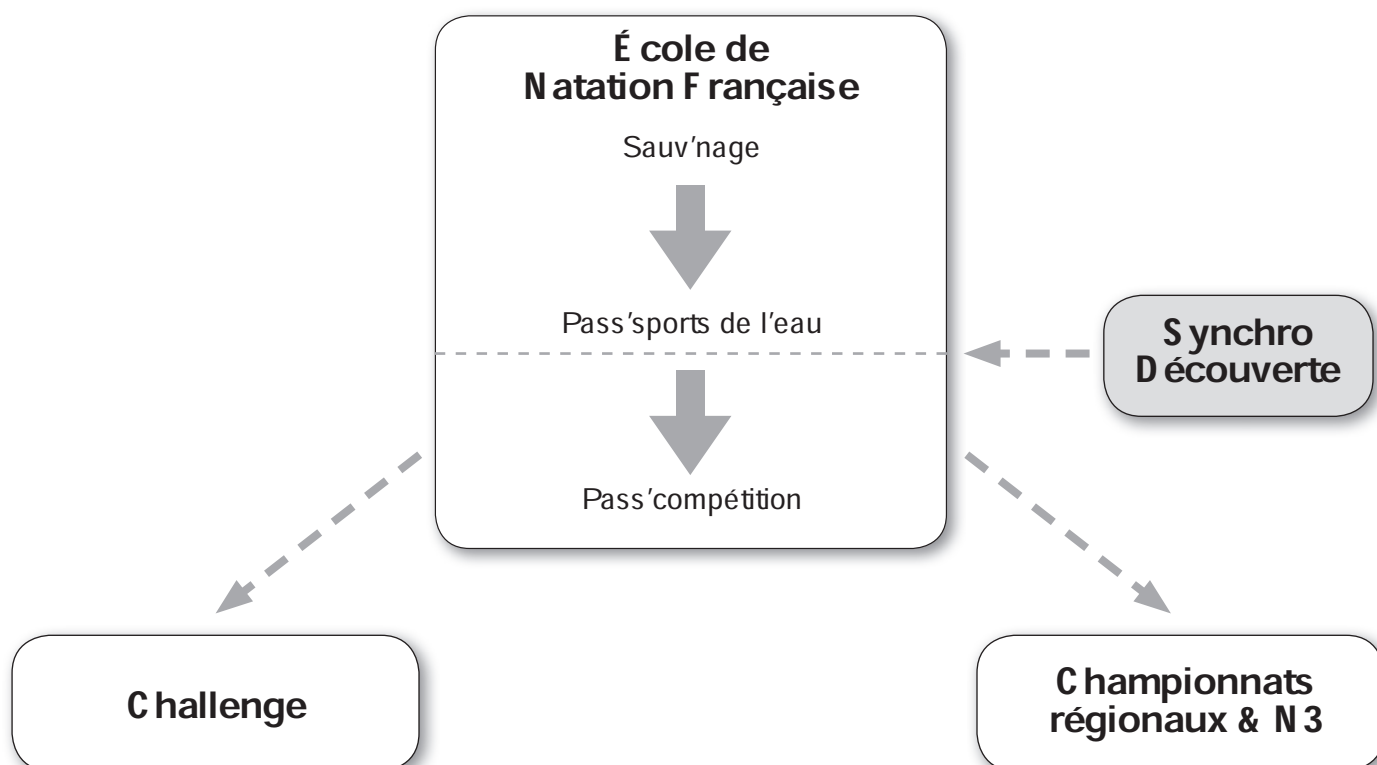 École de
Natation Française
Sauv'nage
Pass'sports de l'eau
Synchro
Découverte
Pass'compétition
Challenge
Championnats
régionaux & N3